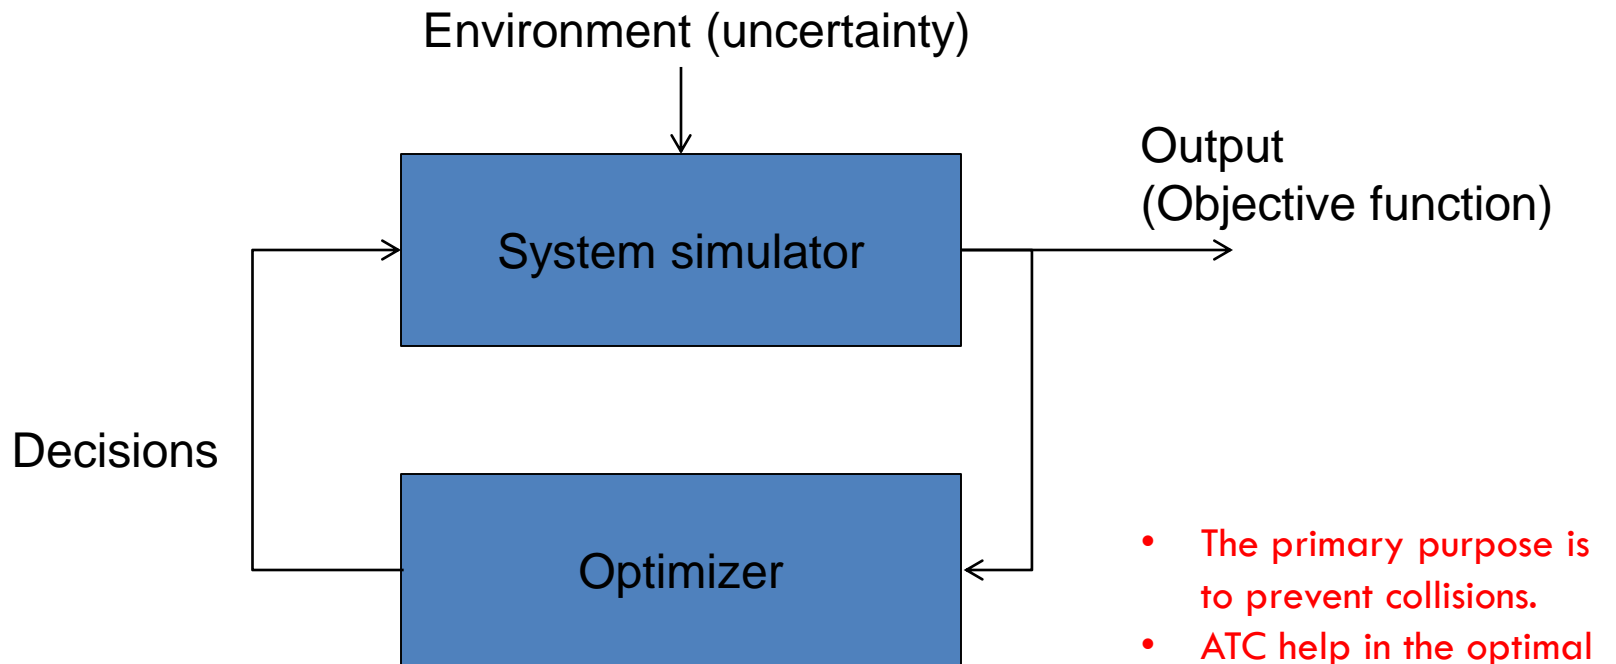 Environment (uncertainty)
Output
(Objective function)
System simulator
Decisions
Optimizer
• The primary purpose is
to prevent collisions.
• ATC help in the optimal